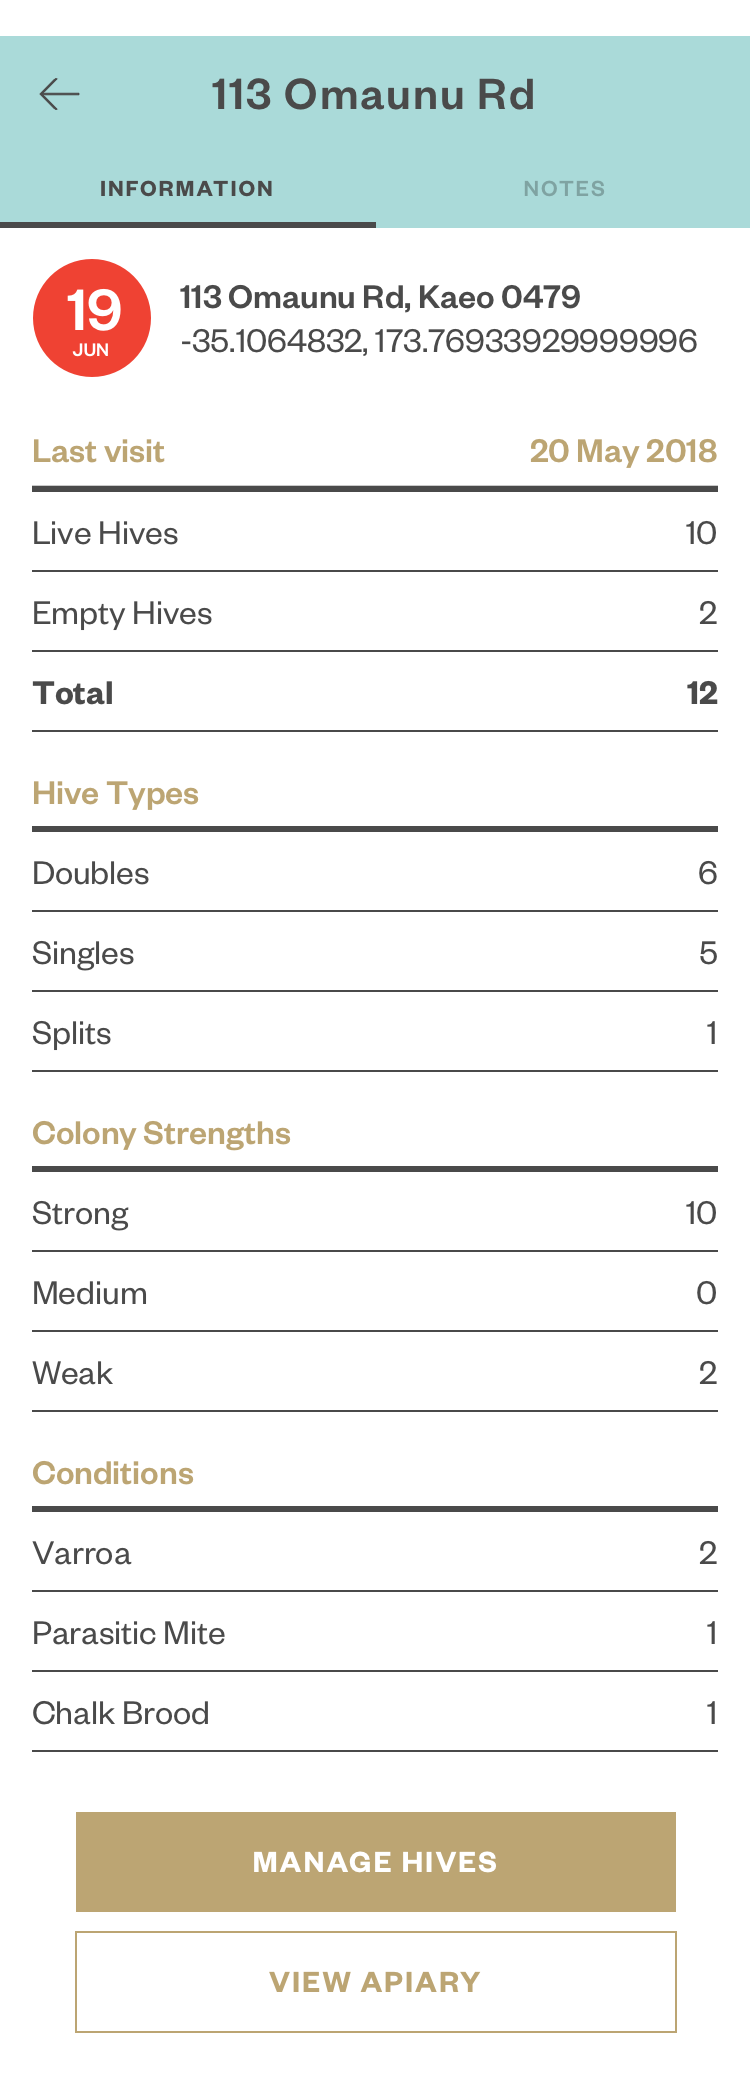 113 Omaunu Rd
INFORMATION NOTES
19
JUN
113 Omaunu Rd, Kaeo 0479
-35.1064832, 173.76933929999996
Last visit 20 May 2018
Live Hives 10
Empty Hives 2
Total 12
Hive Types
Doubles 6
Singles 5
Splits 1
Colony Strengths
Strong 10
Medium 0
Weak 2
Conditions
Varroa 2
Parasitic Mite 1
Chalk Brood 1
MANAGE HIVES
VIEW APIARY